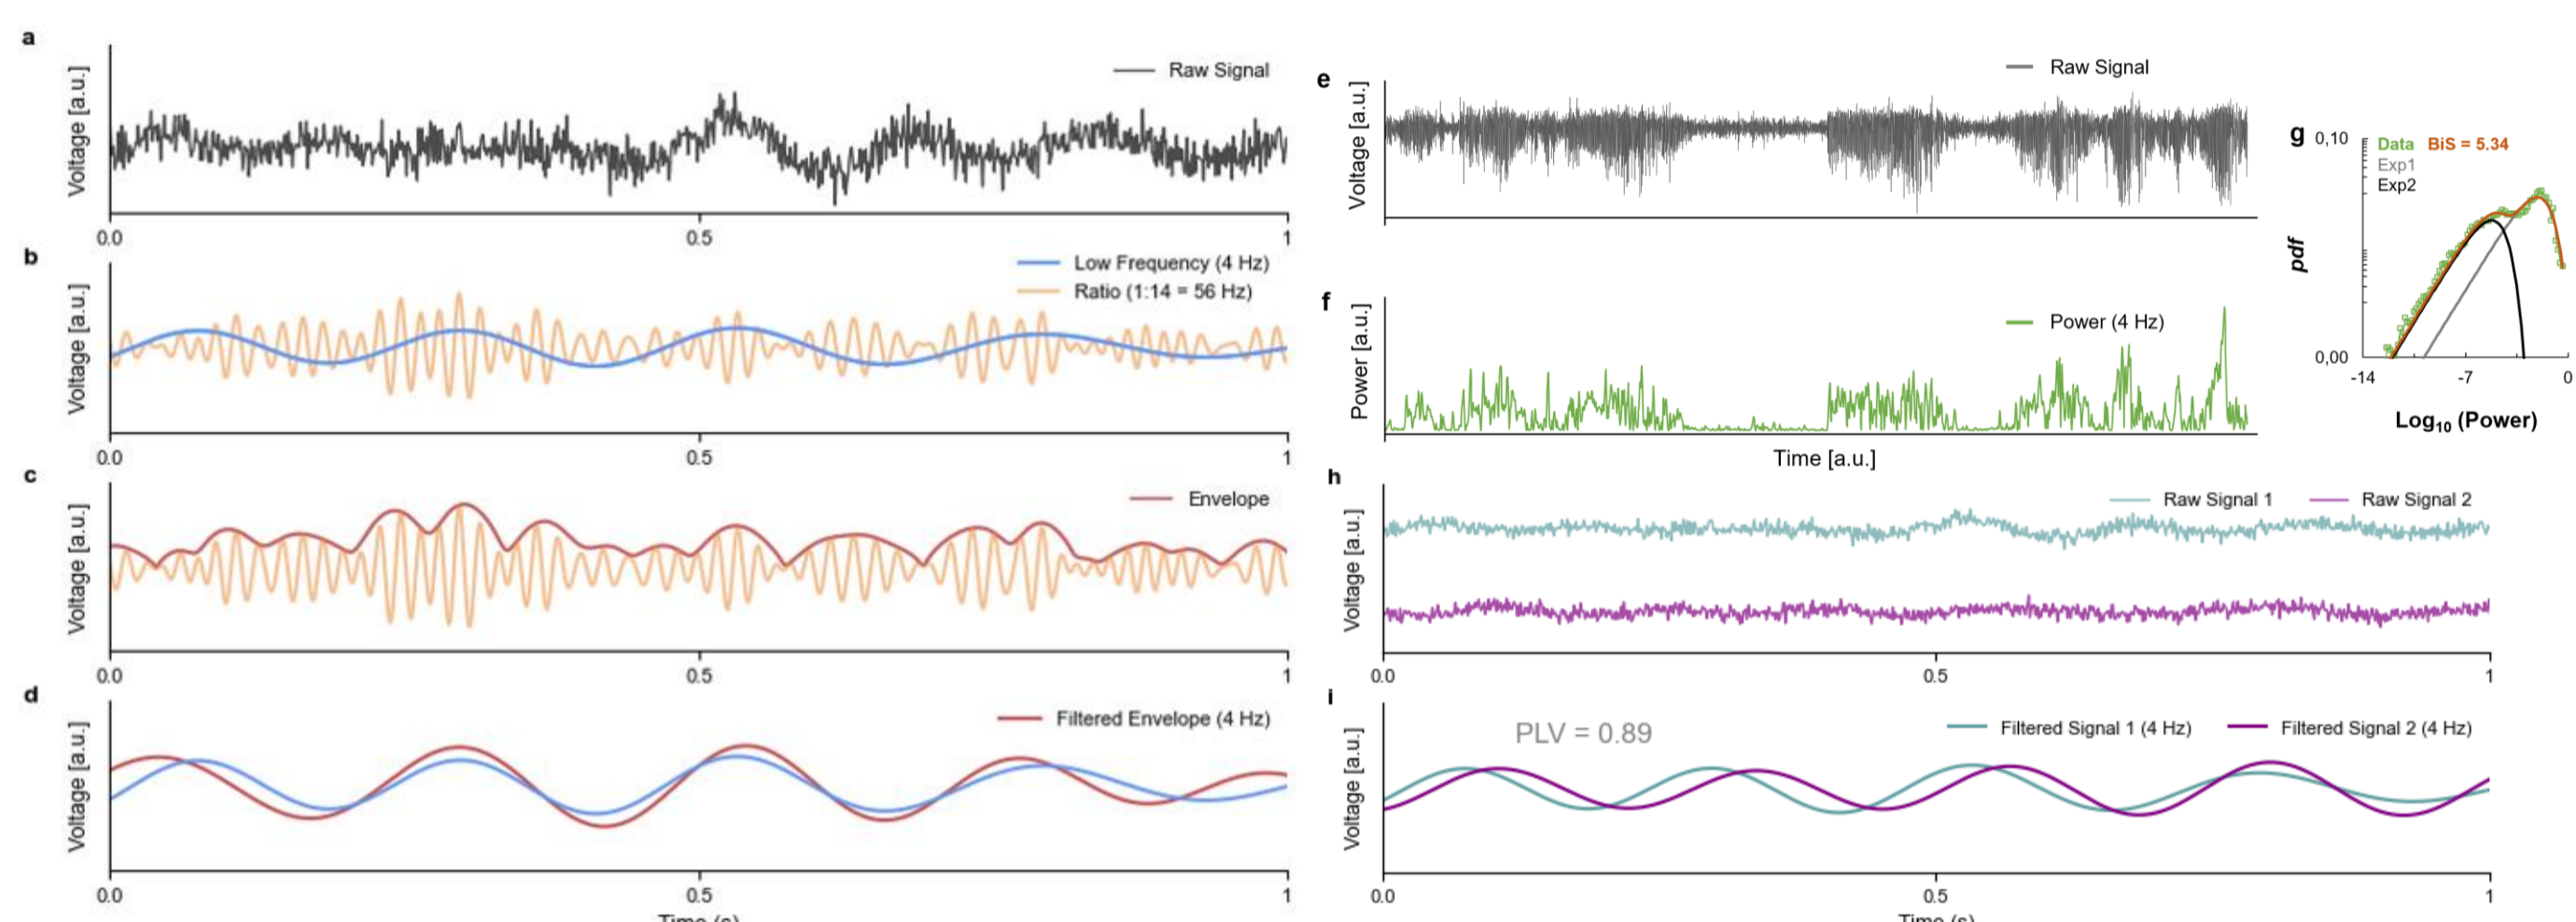 a
Voltage [a.u.]
Raw Signal
0.0 0.5 1
b
Voltage [a.u.]
Low Frequency (4 Hz)
Ratio (1:14 = 56 Hz)
0.0 0.5 1
c
Voltage [a.u.]
Envelope
0.0 0.5 1
d
Voltage [a.u.]
Filtered Envelope (4 Hz)
0.0 0.5 1
Time (s)
e
Voltage [a.u.]
Raw Signal
f
Power [a.u.]
Power (4 Hz)
Time [a.u.]
g
0,10
Data BiS = 5.34
Exp1
Exp2
pdf
0,00
-14 -7 0
Log10 (Power)
h
Voltage [a.u.]
Raw Signal 1 Raw Signal 2
0.0 0.5 1
i
Voltage [a.u.]
PLV = 0.89
Filtered Signal 1 (4 Hz) Filtered Signal 2 (4 Hz)
0.0 0.5 1
Time (s)